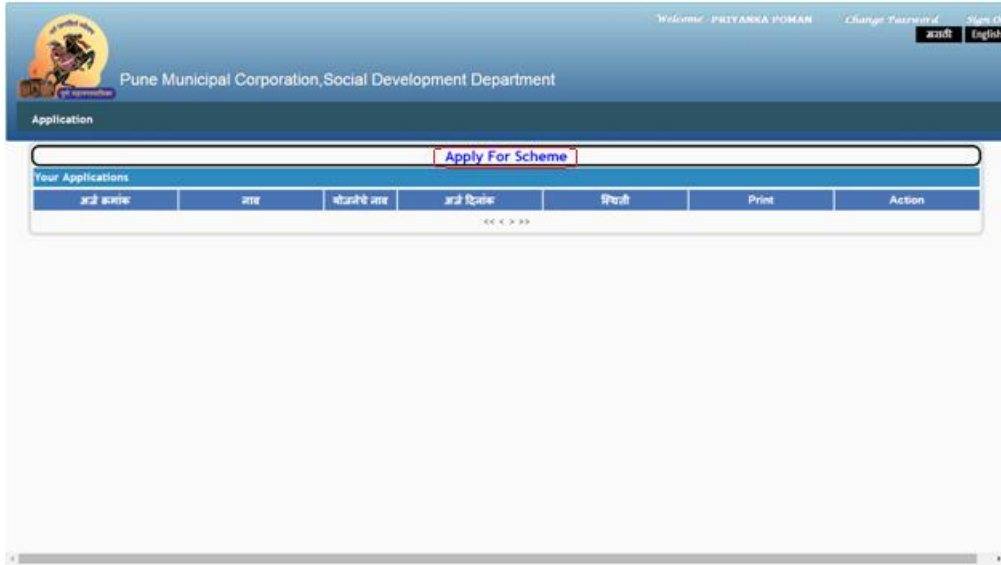 Welcome PRIYANKA POMAN Change Password Sign O
मराठी English
Pune Municipal Corporation,Social Development Department
Application
Apply For Scheme
Your Applications
अर्ज क्रमांक नाव योजनेचे नाव अर्ज दिनांक स्थिती Print Action
<< < > >>